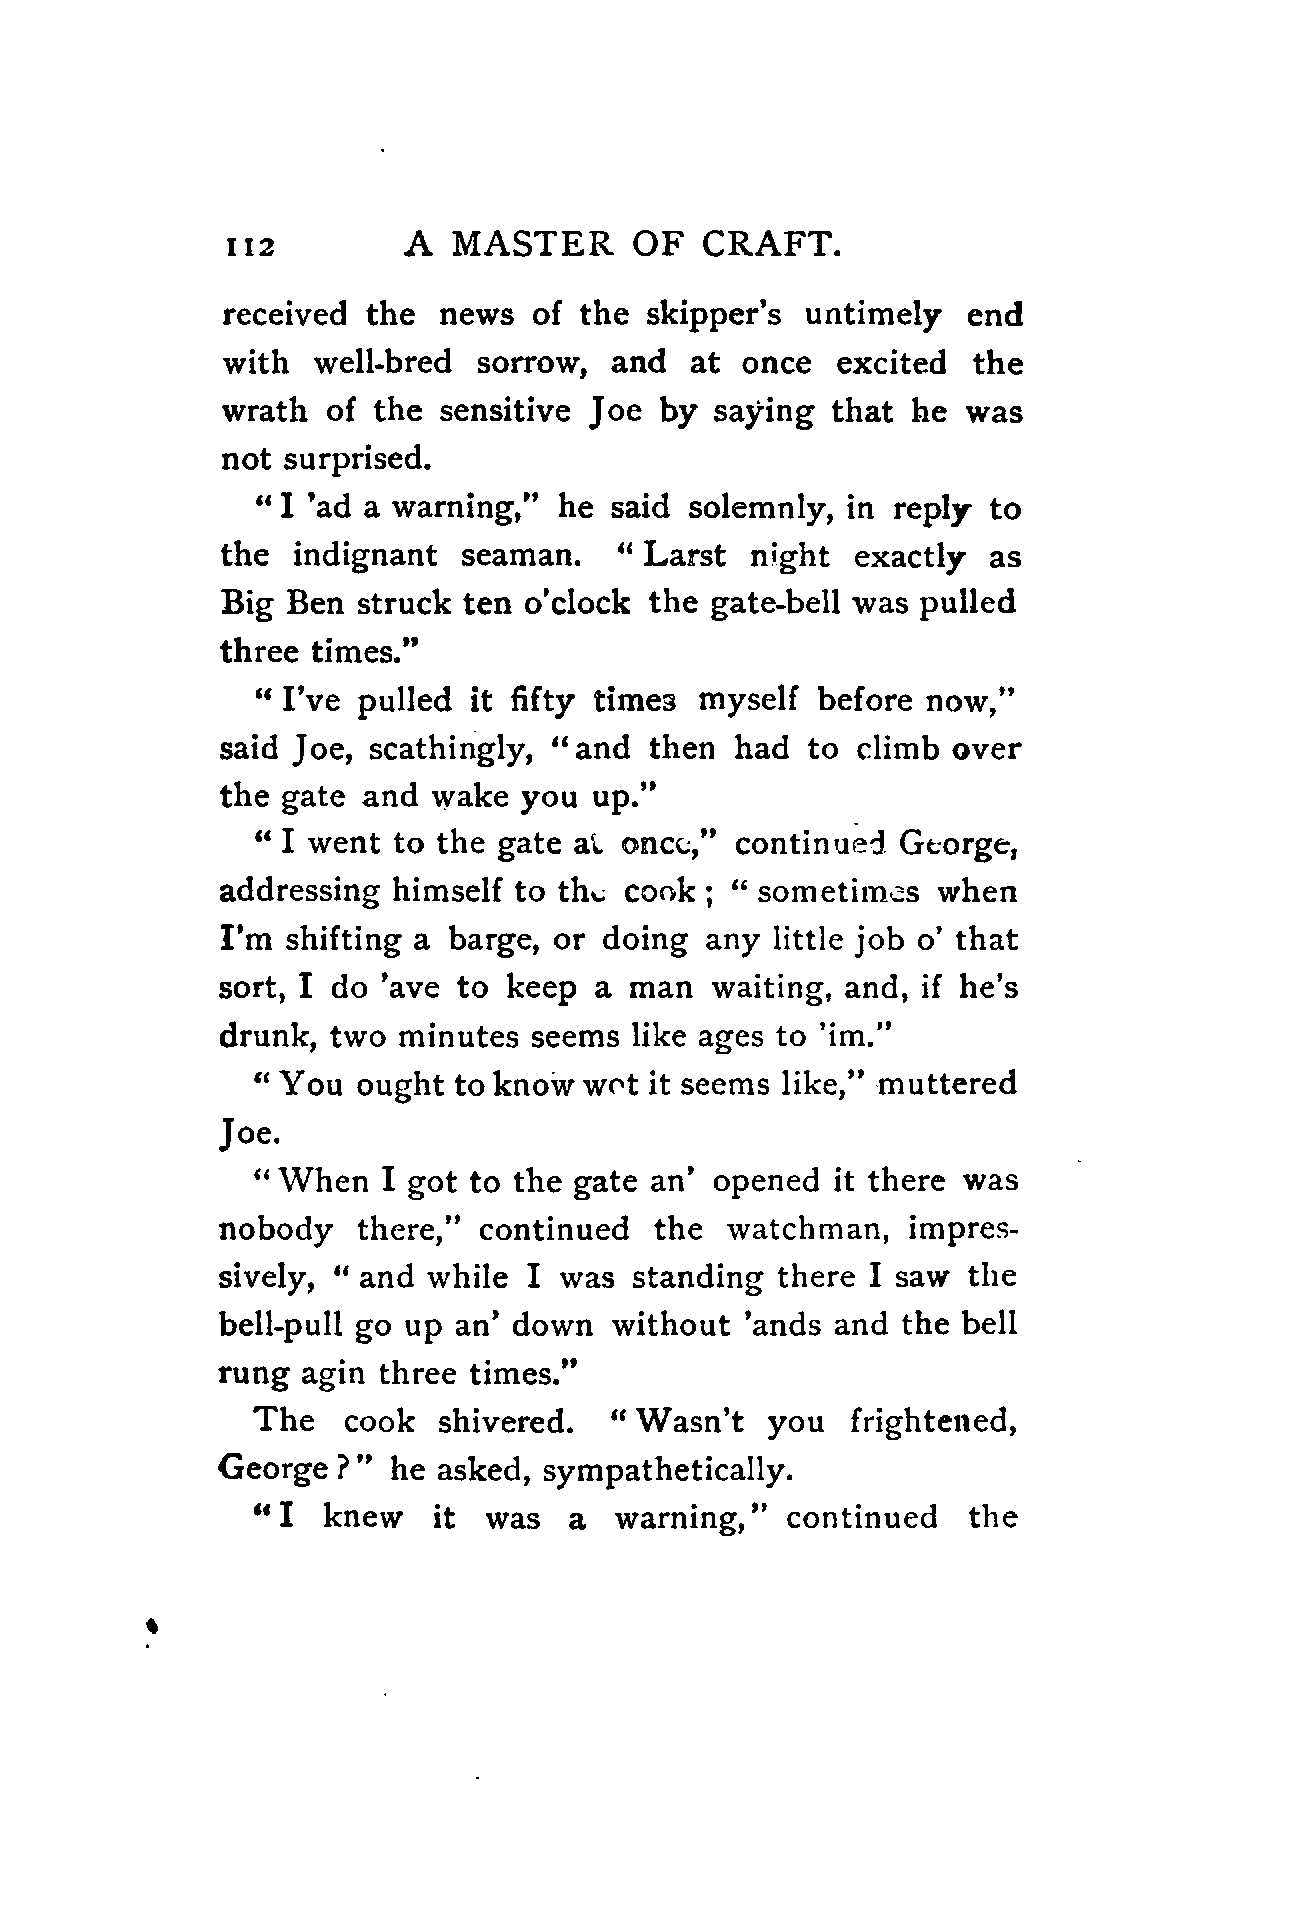 112 A MASTER OF CRAFT.
received the news of the skipper's untimely end
with well-bred sorrow, and at once excited the
wrath of the sensitive Joe by saying that he was
not surprised.
"I 'ad a warning," he said solemnly, in reply to
the indignant seaman. "Larst night exactly as
Big Ben struck ten o'clock the gate-bell was pulled
three times."
"I've pulled it fifty times myself before now,"
said Joe, scathingly, "and then had to climb over
the gate and wake you up."
"I went to the gate at once," continued George,
addressing himself to the cook; "sometimes when
I'm shifting a barge, or doing any little job o' that
sort, I do 'ave to keep a man waiting, and, if he's
drunk, two minutes seems like ages to 'im."
"You ought to know wot it seems like," muttered
Joe.
"When I got to the gate an' opened it there was
nobody there," continued the watchman, impres-
sively, "and while I was standing there I saw the
bell-pull go up an' down without 'ands and the bell
rung agin three times."
The cook shivered. "Wasn't you frightened,
George?" he asked, sympathetically.
"I knew it was a warning," continued the